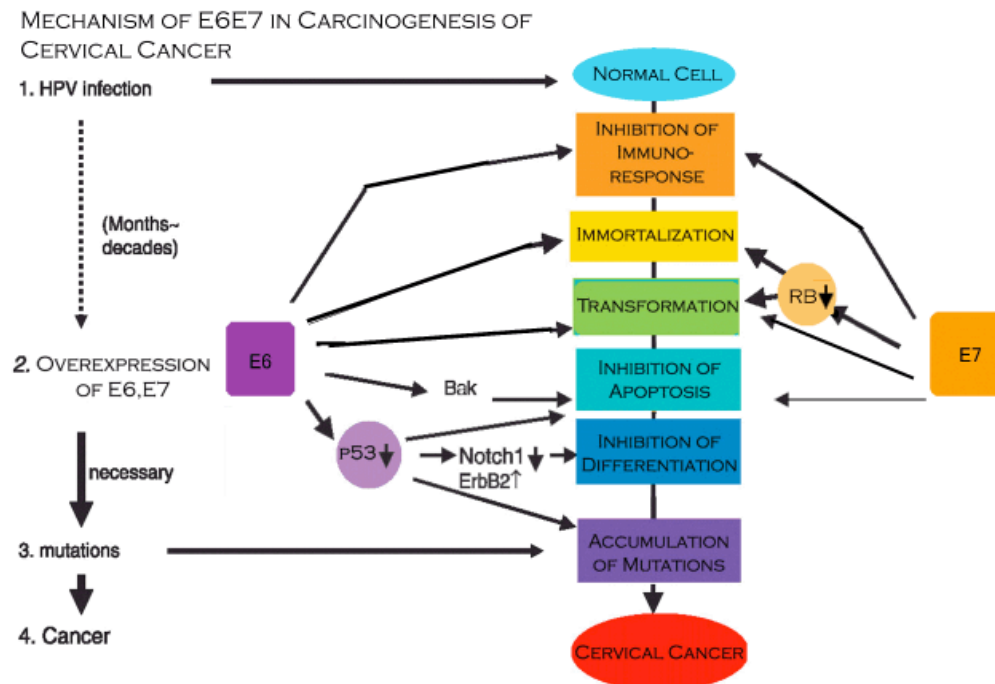 MECHANISM OF E6E7 IN CARCINOGENESIS OF
CERVICAL CANCER
1. HPV infection
NORMAL CELL
INHIBITION OF
IMMUNO-
RESPONSE
(Months~
decades)
IMMORTALIZATION
RB↓
TRANSFORMATION
E6
E7
2. OVEREXPRESSION
OF E6,E7
INHIBITION OF
APOPTOSIS
Bak
P53↓
Notch1↓
ErbB2↑
INHIBITION OF
DIFFERENTIATION
necessary
3. mutations
ACCUMULATION
OF MUTATIONS
4. Cancer
CERVICAL CANCER